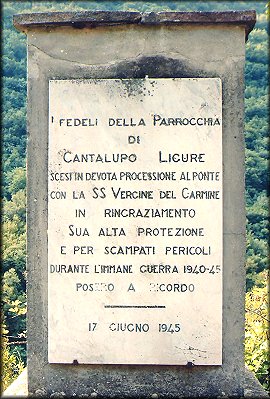 I FEDELI DELLA PARROCCHIA
DI
CANTALUPO LIGURE
SCESI IN DEVOTA PROCESSIONE AL PONTE
CON LA SS VERGINE DEL CARMINE
IN RINGRAZIAMENTO
SUA ALTA PROTEZIONE
E PER SCAMPATI PERICOLI
DURANTE L'IMMANE GUERRA 1940-45
POSERO A RICORDO
17 GIUGNO 1945